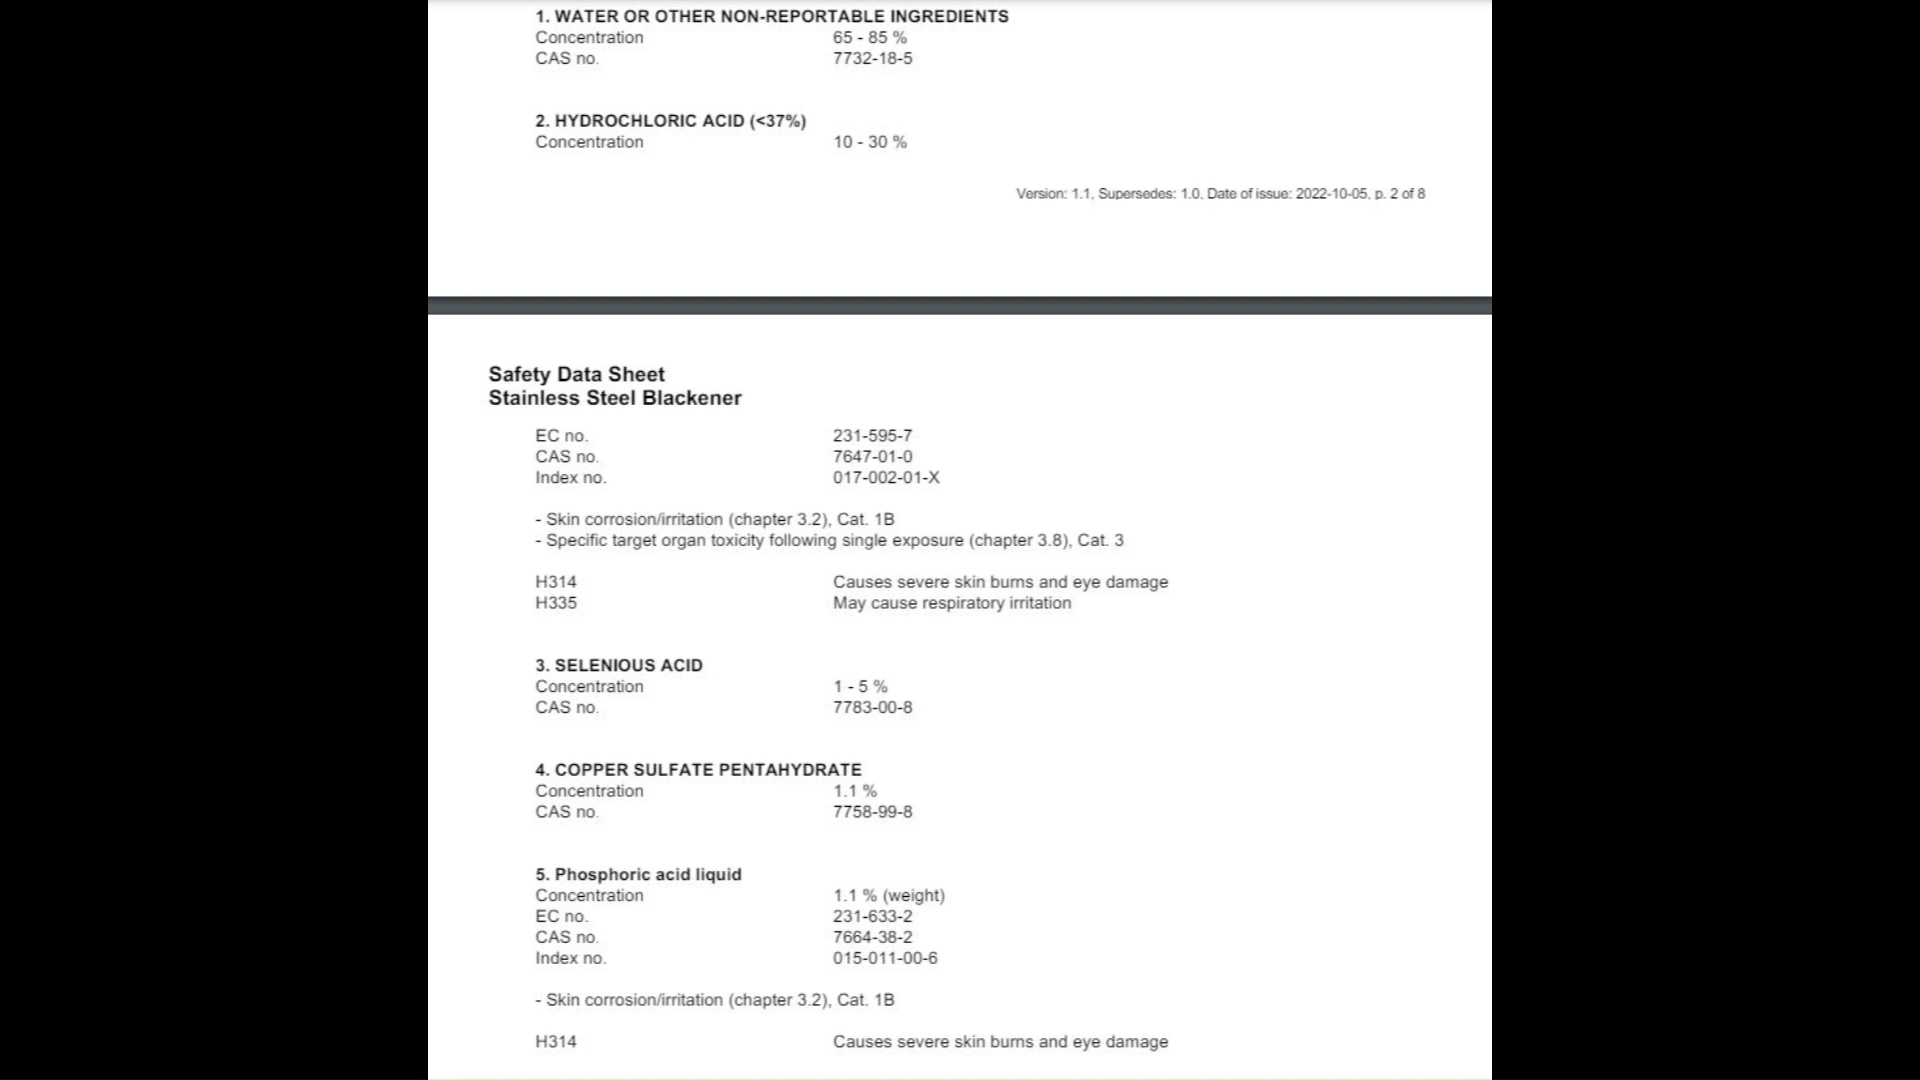 1. WATER OR OTHER NON-REPORTABLE INGREDIENTS
Concentration 65 - 85 %
CAS no. 7732-18-5
2. HYDROCHLORIC ACID (<37%)
Concentration 10 - 30 %
Version: 1.1, Supersedes: 1.0, Date of issue: 2022-10-05, p. 2 of 8
Safety Data Sheet
Stainless Steel Blackener
EC no. 231-595-7
CAS no. 7647-01-0
Index no. 017-002-01-X
- Skin corrosion/irritation (chapter 3.2), Cat. 1B
- Specific target organ toxicity following single exposure (chapter 3.8), Cat. 3
H314 Causes severe skin burns and eye damage
H335 May cause respiratory irritation
3. SELENIOUS ACID
Concentration 1 - 5 %
CAS no. 7783-00-8
4. COPPER SULFATE PENTAHYDRATE
Concentration 1.1 %
CAS no. 7758-99-8
5. Phosphoric acid liquid
Concentration 1.1 % (weight)
EC no. 231-633-2
CAS no. 7664-38-2
Index no. 015-011-00-6
- Skin corrosion/irritation (chapter 3.2), Cat. 1B
H314 Causes severe skin burns and eye damage